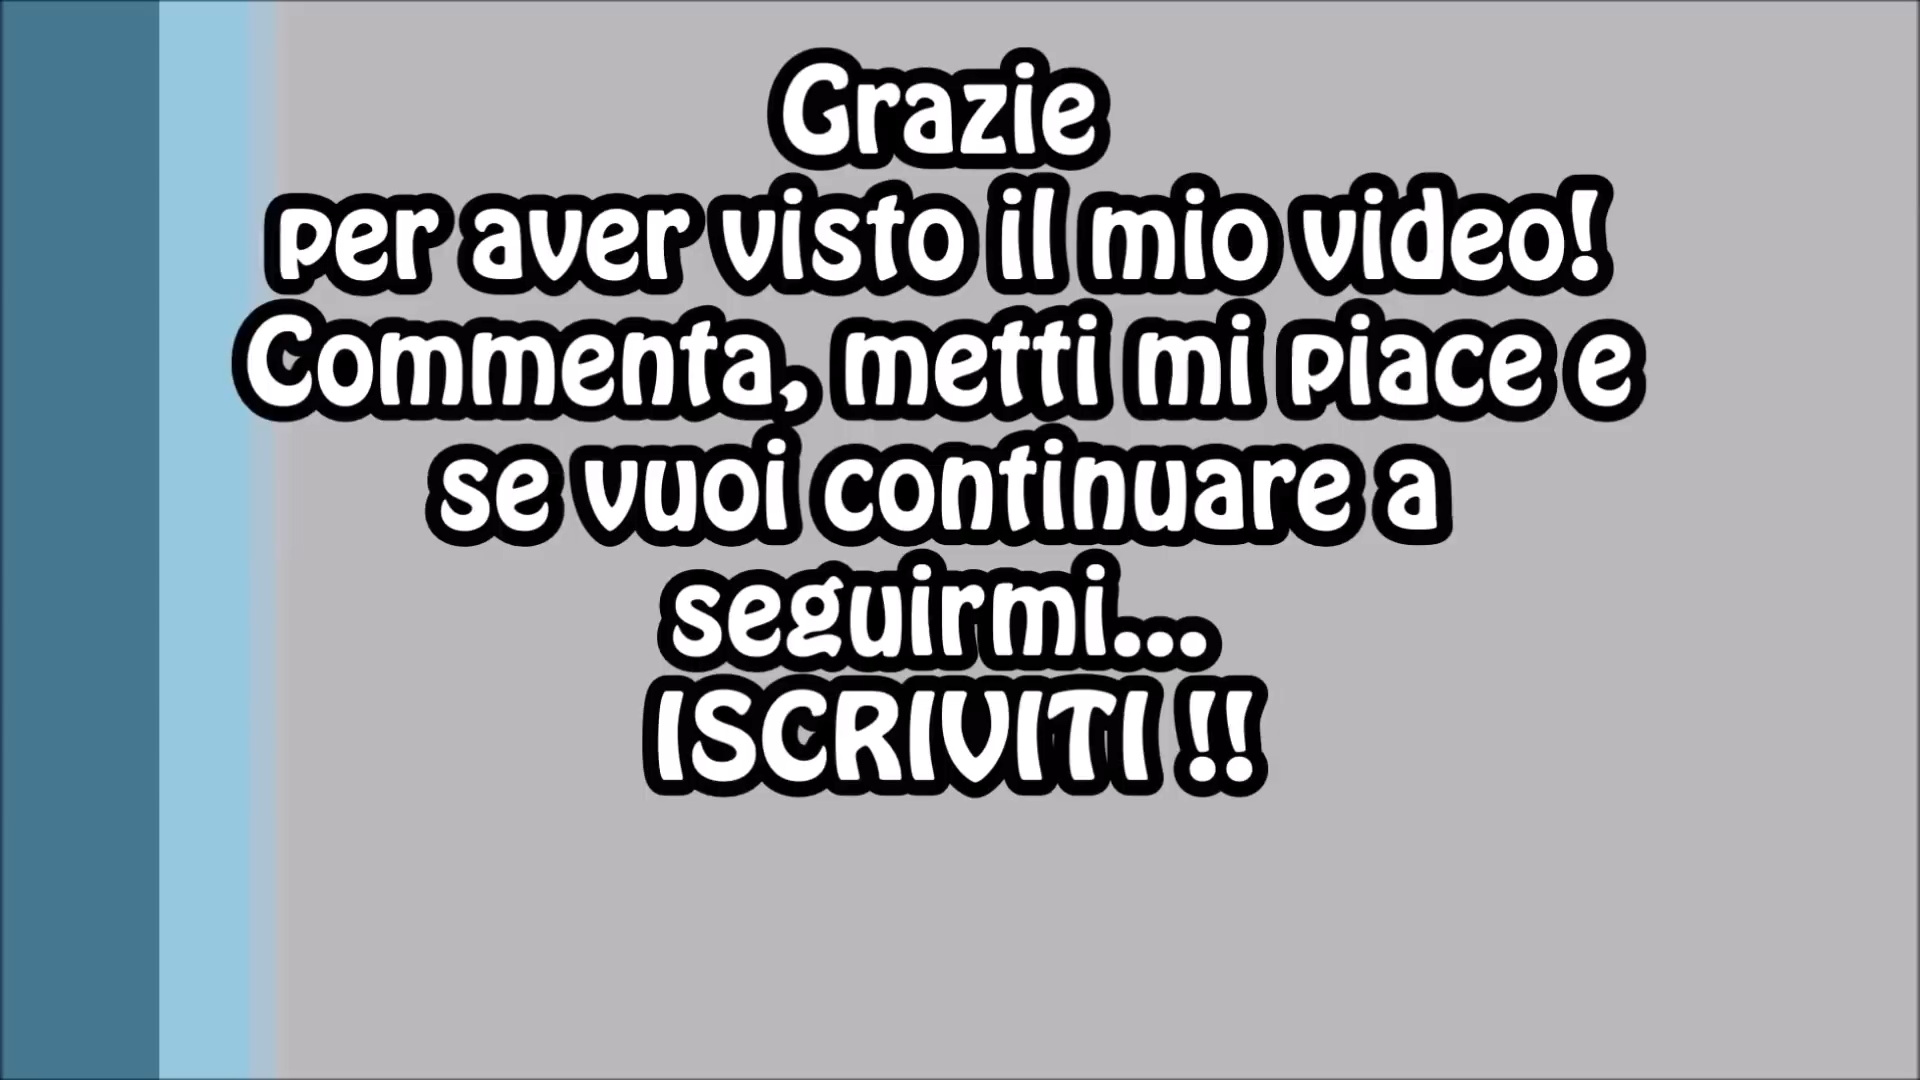 Grazie
per aver visto il mio video!
Commenta, metti mi piace e
se vuoi continuare a
seguirmi...
ISCRIVITI !!